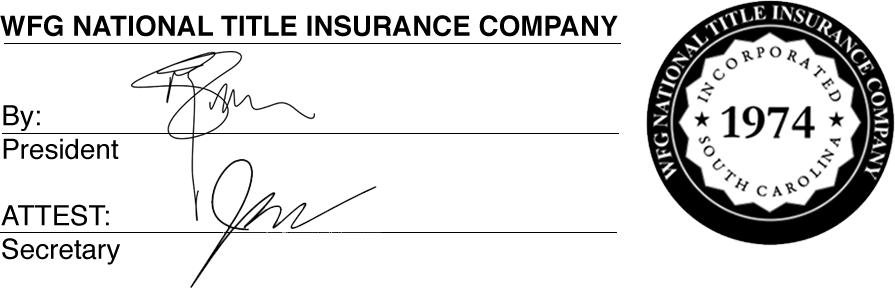 WFG NATIONAL TITLE INSURANCE COMPANY
By:
President
ATTEST:
Secretary
WFG NATIONAL TITLE INSURANCE COMPANY
INCORPORATED
★ 1974 ★
SOUTH CAROLINA